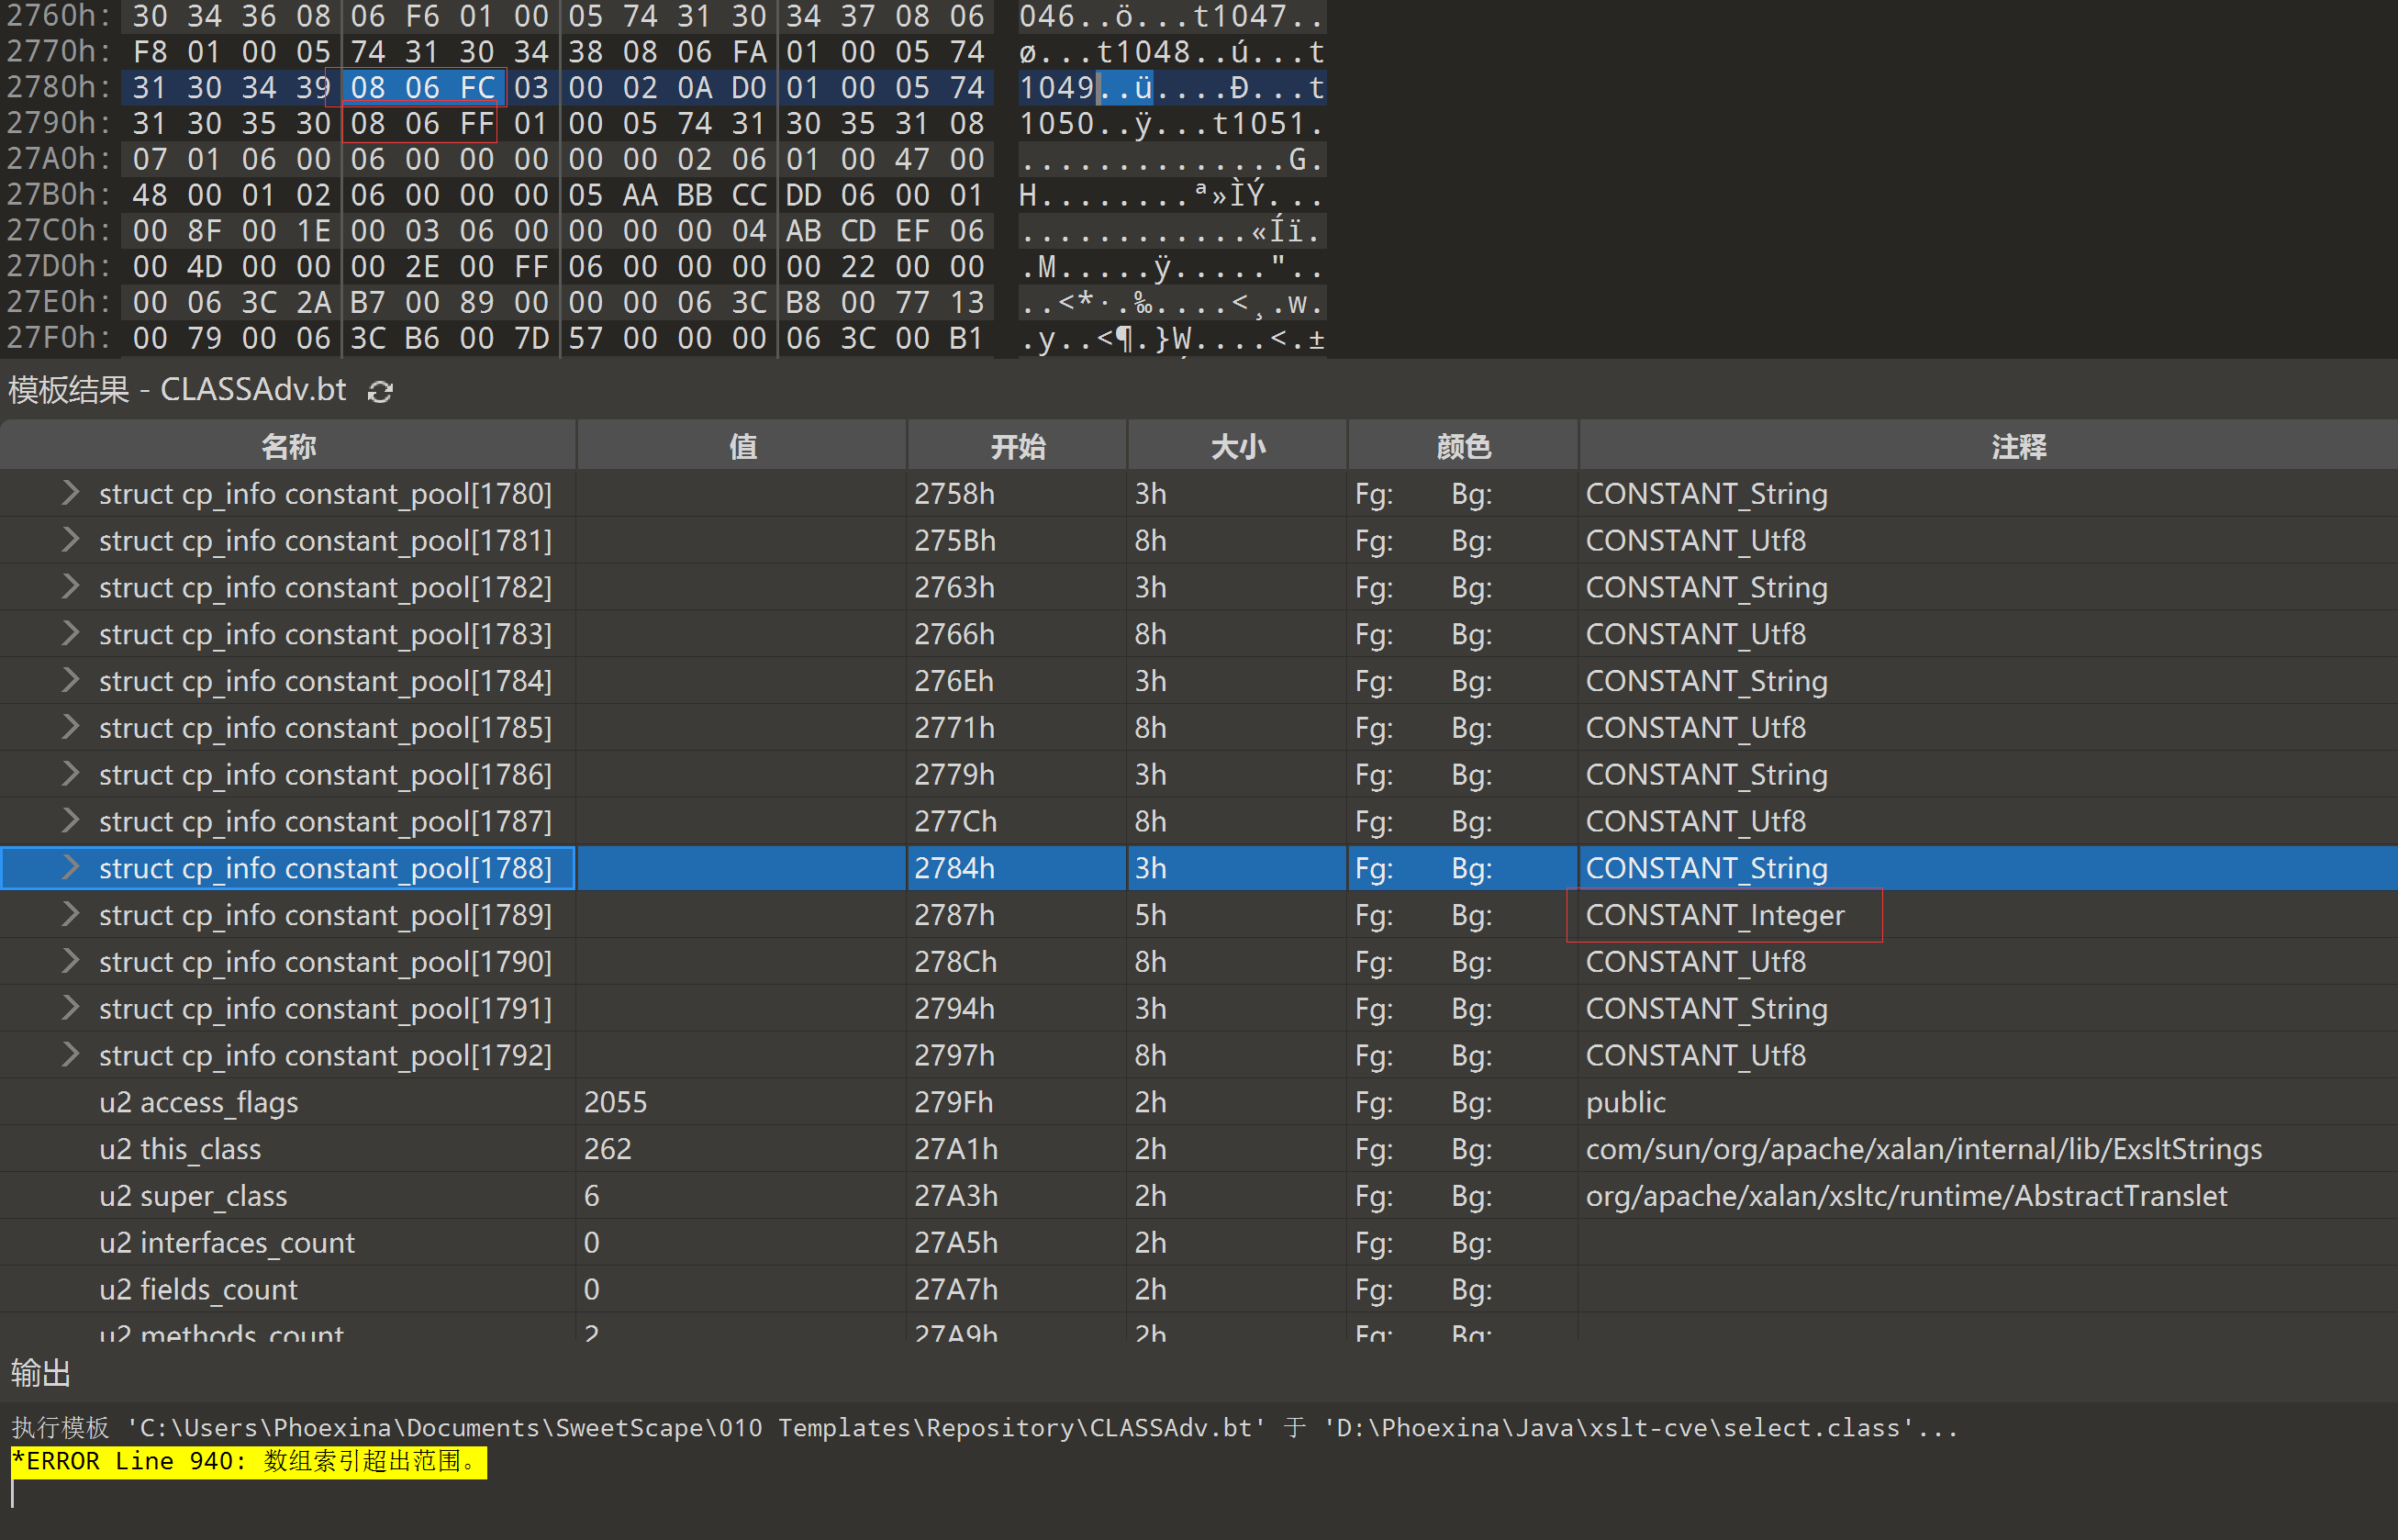 2760h: 30 34 36 08 06 F6 01 00 05 74 31 30 34 37 08 06 046..ö...t1047..
2770h: F8 01 00 05 74 31 30 34 38 08 06 FA 01 00 05 74 ø...t1048..ú...t
2780h: 31 30 34 39 08 06 FC 03 00 02 0A D0 01 00 05 74 1049..ü....Ð...t
2790h: 31 30 35 30 08 06 FF 01 00 05 74 31 30 35 31 08 1050..ÿ...t1051.
27A0h: 07 01 06 00 06 00 00 00 00 00 02 06 01 00 47 00 ..............G.
27B0h: 48 00 01 02 06 00 00 00 05 AA BB CC DD 06 00 01 H........ª»ÌÝ...
27C0h: 00 8F 00 1E 00 03 06 00 00 00 00 04 AB CD EF 06 ............«Íï.
27D0h: 00 4D 00 00 00 2E 00 FF 06 00 00 00 00 22 00 00 .M.....ÿ....."..
27E0h: 00 06 3C 2A B7 00 89 00 00 00 06 3C B8 00 77 13 ..<*·.‰....<¸.w.
27F0h: 00 79 00 06 3C B6 00 7D 57 00 00 00 06 3C 00 B1 .y..<¶.}W....<.±
模板结果 - CLASSAdv.bt
名称 值 开始 大小 颜色 注释
struct cp_info constant_pool[1780] 2758h 3h Fg: Bg: CONSTANT_String
struct cp_info constant_pool[1781] 275Bh 8h Fg: Bg: CONSTANT_Utf8
struct cp_info constant_pool[1782] 2763h 3h Fg: Bg: CONSTANT_String
struct cp_info constant_pool[1783] 2766h 8h Fg: Bg: CONSTANT_Utf8
struct cp_info constant_pool[1784] 276Eh 3h Fg: Bg: CONSTANT_String
struct cp_info constant_pool[1785] 2771h 8h Fg: Bg: CONSTANT_Utf8
struct cp_info constant_pool[1786] 2779h 3h Fg: Bg: CONSTANT_String
struct cp_info constant_pool[1787] 277Ch 8h Fg: Bg: CONSTANT_Utf8
struct cp_info constant_pool[1788] 2784h 3h Fg: Bg: CONSTANT_String
struct cp_info constant_pool[1789] 2787h 5h Fg: Bg: CONSTANT_Integer
struct cp_info constant_pool[1790] 278Ch 8h Fg: Bg: CONSTANT_Utf8
struct cp_info constant_pool[1791] 2794h 3h Fg: Bg: CONSTANT_String
struct cp_info constant_pool[1792] 2797h 8h Fg: Bg: CONSTANT_Utf8
u2 access_flags 2055 279Fh 2h Fg: Bg: public
u2 this_class 262 27A1h 2h Fg: Bg: com/sun/org/apache/xalan/internal/lib/ExsltStrings
u2 super_class 6 27A3h 2h Fg: Bg: org/apache/xalan/xsltc/runtime/AbstractTranslet
u2 interfaces_count 0 27A5h 2h Fg: Bg:
u2 fields_count 0 27A7h 2h Fg: Bg:
u2 methods_count 2 27A9h 2h Fg: Bg:
输出
执行模板 'C:\Users\Phoexina\Documents\SweetScape\010 Templates\Repository\CLASSAdv.bt' 于 'D:\Phoexina\Java\xslt-cve\select.class'...
*ERROR Line 940: 数组索引超出范围。